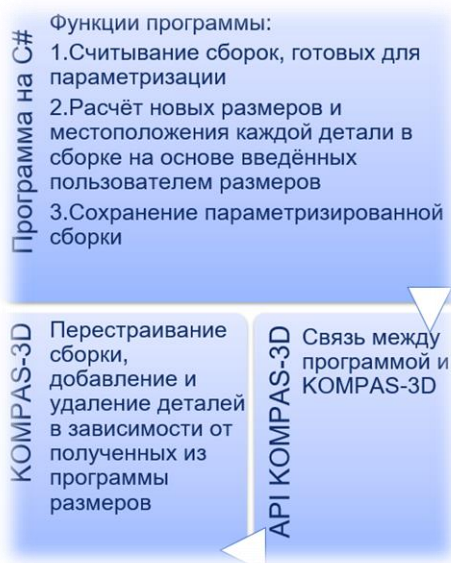 Программа на C#
Функции программы:
1.Считывание сборок, готовых для
параметризации
2.Расчёт новых размеров и
местоположения каждой детали в
сборке на основе введённых
пользователем размеров
3.Сохранение параметризированной
сборки
KOMPAS-3D
Перестраивание
сборки,
добавление и
удаление деталей
в зависимости от
полученных из
программы
размеров
API KOMPAS-3D
Связь между
программой и
KOMPAS-3D